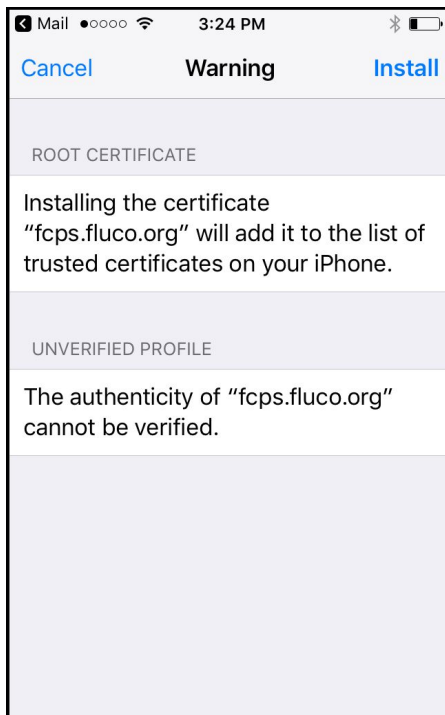 Mail 3:24 PM
Cancel Warning Install
ROOT CERTIFICATE
Installing the certificate
“fcps.fluco.org” will add it to the list of
trusted certificates on your iPhone.
UNVERIFIED PROFILE
The authenticity of “fcps.fluco.org”
cannot be verified.